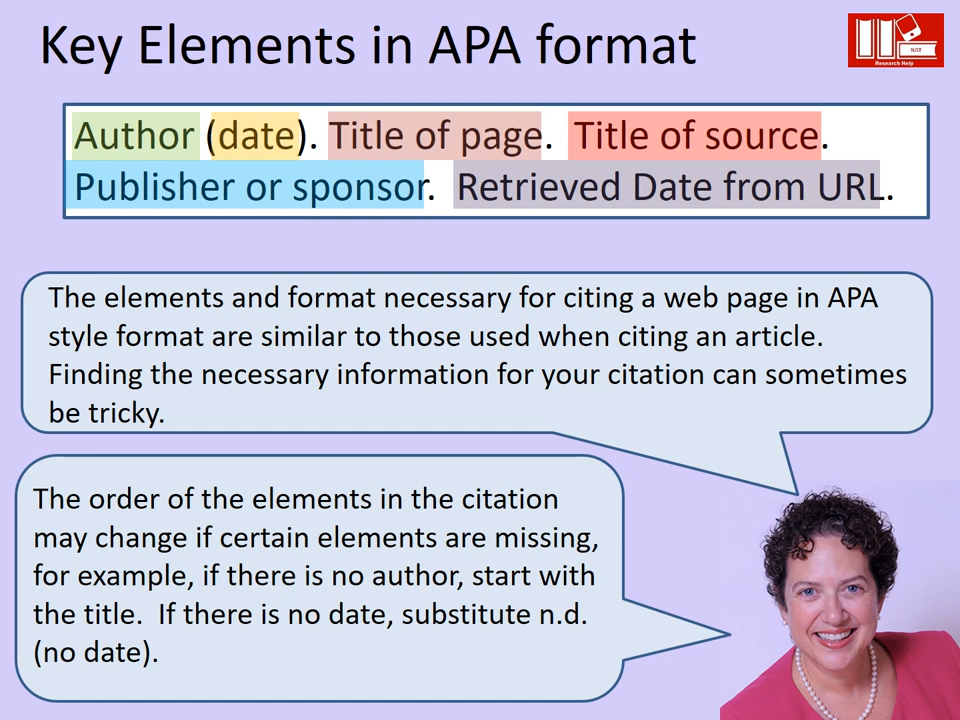 Key Elements in APA format
NJIT
Research Help
Author (date). Title of page. Title of source.
Publisher or sponsor. Retrieved Date from URL.
The elements and format necessary for citing a web page in APA
style format are similar to those used when citing an article.
Finding the necessary information for your citation can sometimes
be tricky.
The order of the elements in the citation
may change if certain elements are missing,
for example, if there is no author, start with
the title. If there is no date, substitute n.d.
(no date).